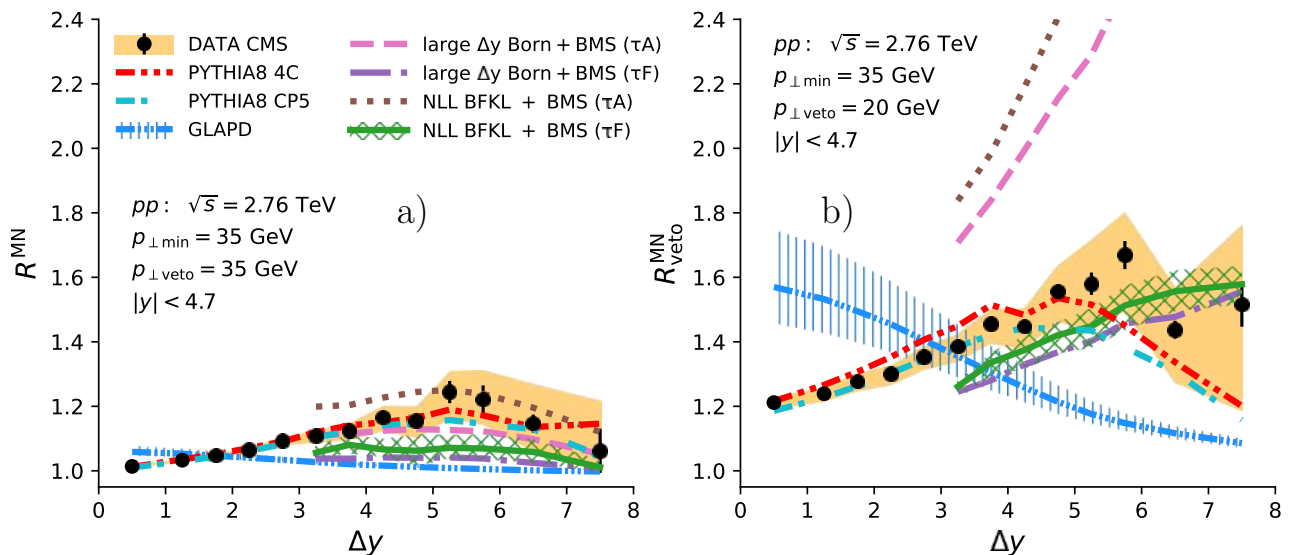 2.4
2.2
2.0
1.8
1.6
1.4
1.2
1.0
R^MN
DATA CMS
PYTHIA8 4C
PYTHIA8 CP5
GLAPD
large Δy Born + BMS (τA)
large Δy Born + BMS (τF)
NLL BFKL + BMS (τA)
NLL BFKL + BMS (τF)
pp: √s = 2.76 TeV
p⊥min = 35 GeV
p⊥veto = 35 GeV
|y| < 4.7
a)
0 1 2 3 4 5 6 7 8
Δy
2.4
2.2
2.0
1.8
1.6
1.4
1.2
1.0
R^MN_veto
pp: √s = 2.76 TeV
p⊥min = 35 GeV
p⊥veto = 20 GeV
|y| < 4.7
b)
0 1 2 3 4 5 6 7 8
Δy